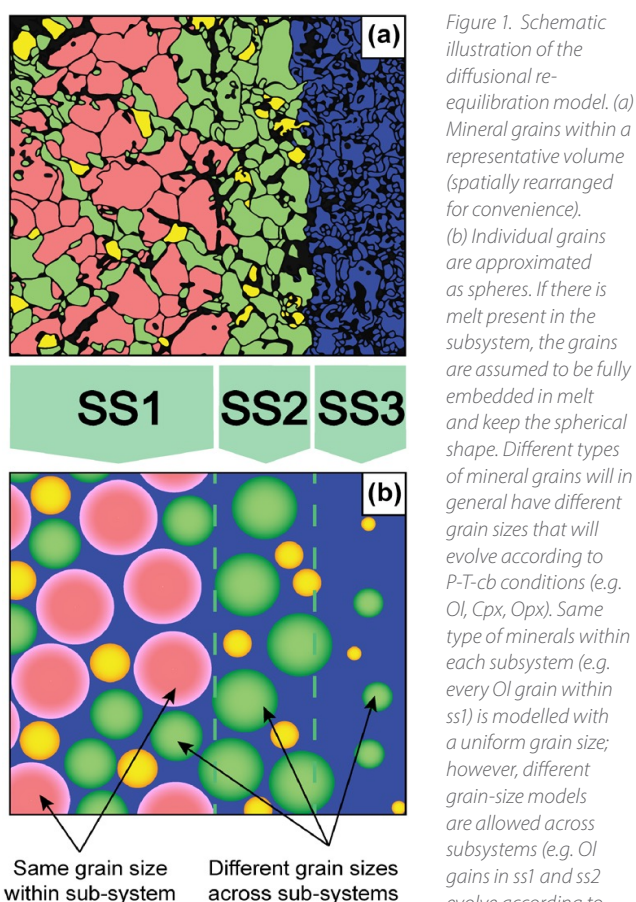 (a)
SS1 SS2 SS3
(b)
Same grain size
within sub-system
Different grain sizes
across sub-systems
Figure 1. Schematic
illustration of the
diffusional re-
equilibration model. (a)
Mineral grains within a
representative volume
(spatially rearranged
for convenience).
(b) Individual grains
are approximated
as spheres. If there is
melt present in the
subsystem, the grains
are assumed to be fully
embedded in melt
and keep the spherical
shape. Different types
of mineral grains will in
general have different
grain sizes that will
evolve according to
P-T-cb conditions (e.g.
Ol, Cpx, Opx). Same
type of minerals within
each subsystem (e.g.
every Ol grain within
ss1) is modelled with
a uniform grain size;
however, different
grain-size models
are allowed across
subsystems (e.g. Ol
gains in ss1 and ss2
evolve according to